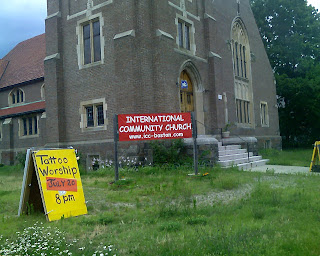 Tattoo
Worship
July 20
8 pm
INTERNATIONAL
COMMUNITY CHURCH
www.icc-boston.com